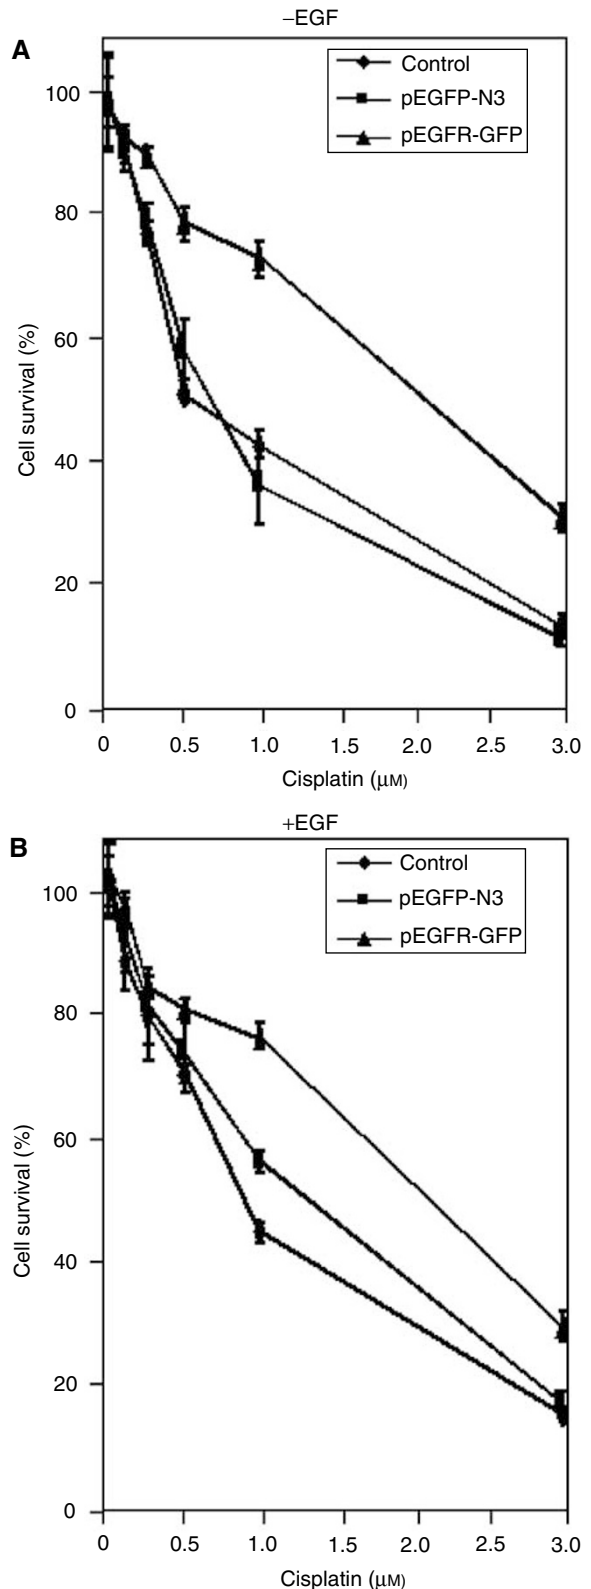 −EGF
A
Control
pEGFP-N3
pEGFR-GFP
100
80
60
40
20
0
Cell survival (%)
0 0.5 1.0 1.5 2.0 2.5 3.0
Cisplatin (μM)
+EGF
B
Control
pEGFP-N3
pEGFR-GFP
100
80
60
40
20
0
Cell survival (%)
0 0.5 1.0 1.5 2.0 2.5 3.0
Cisplatin (μM)